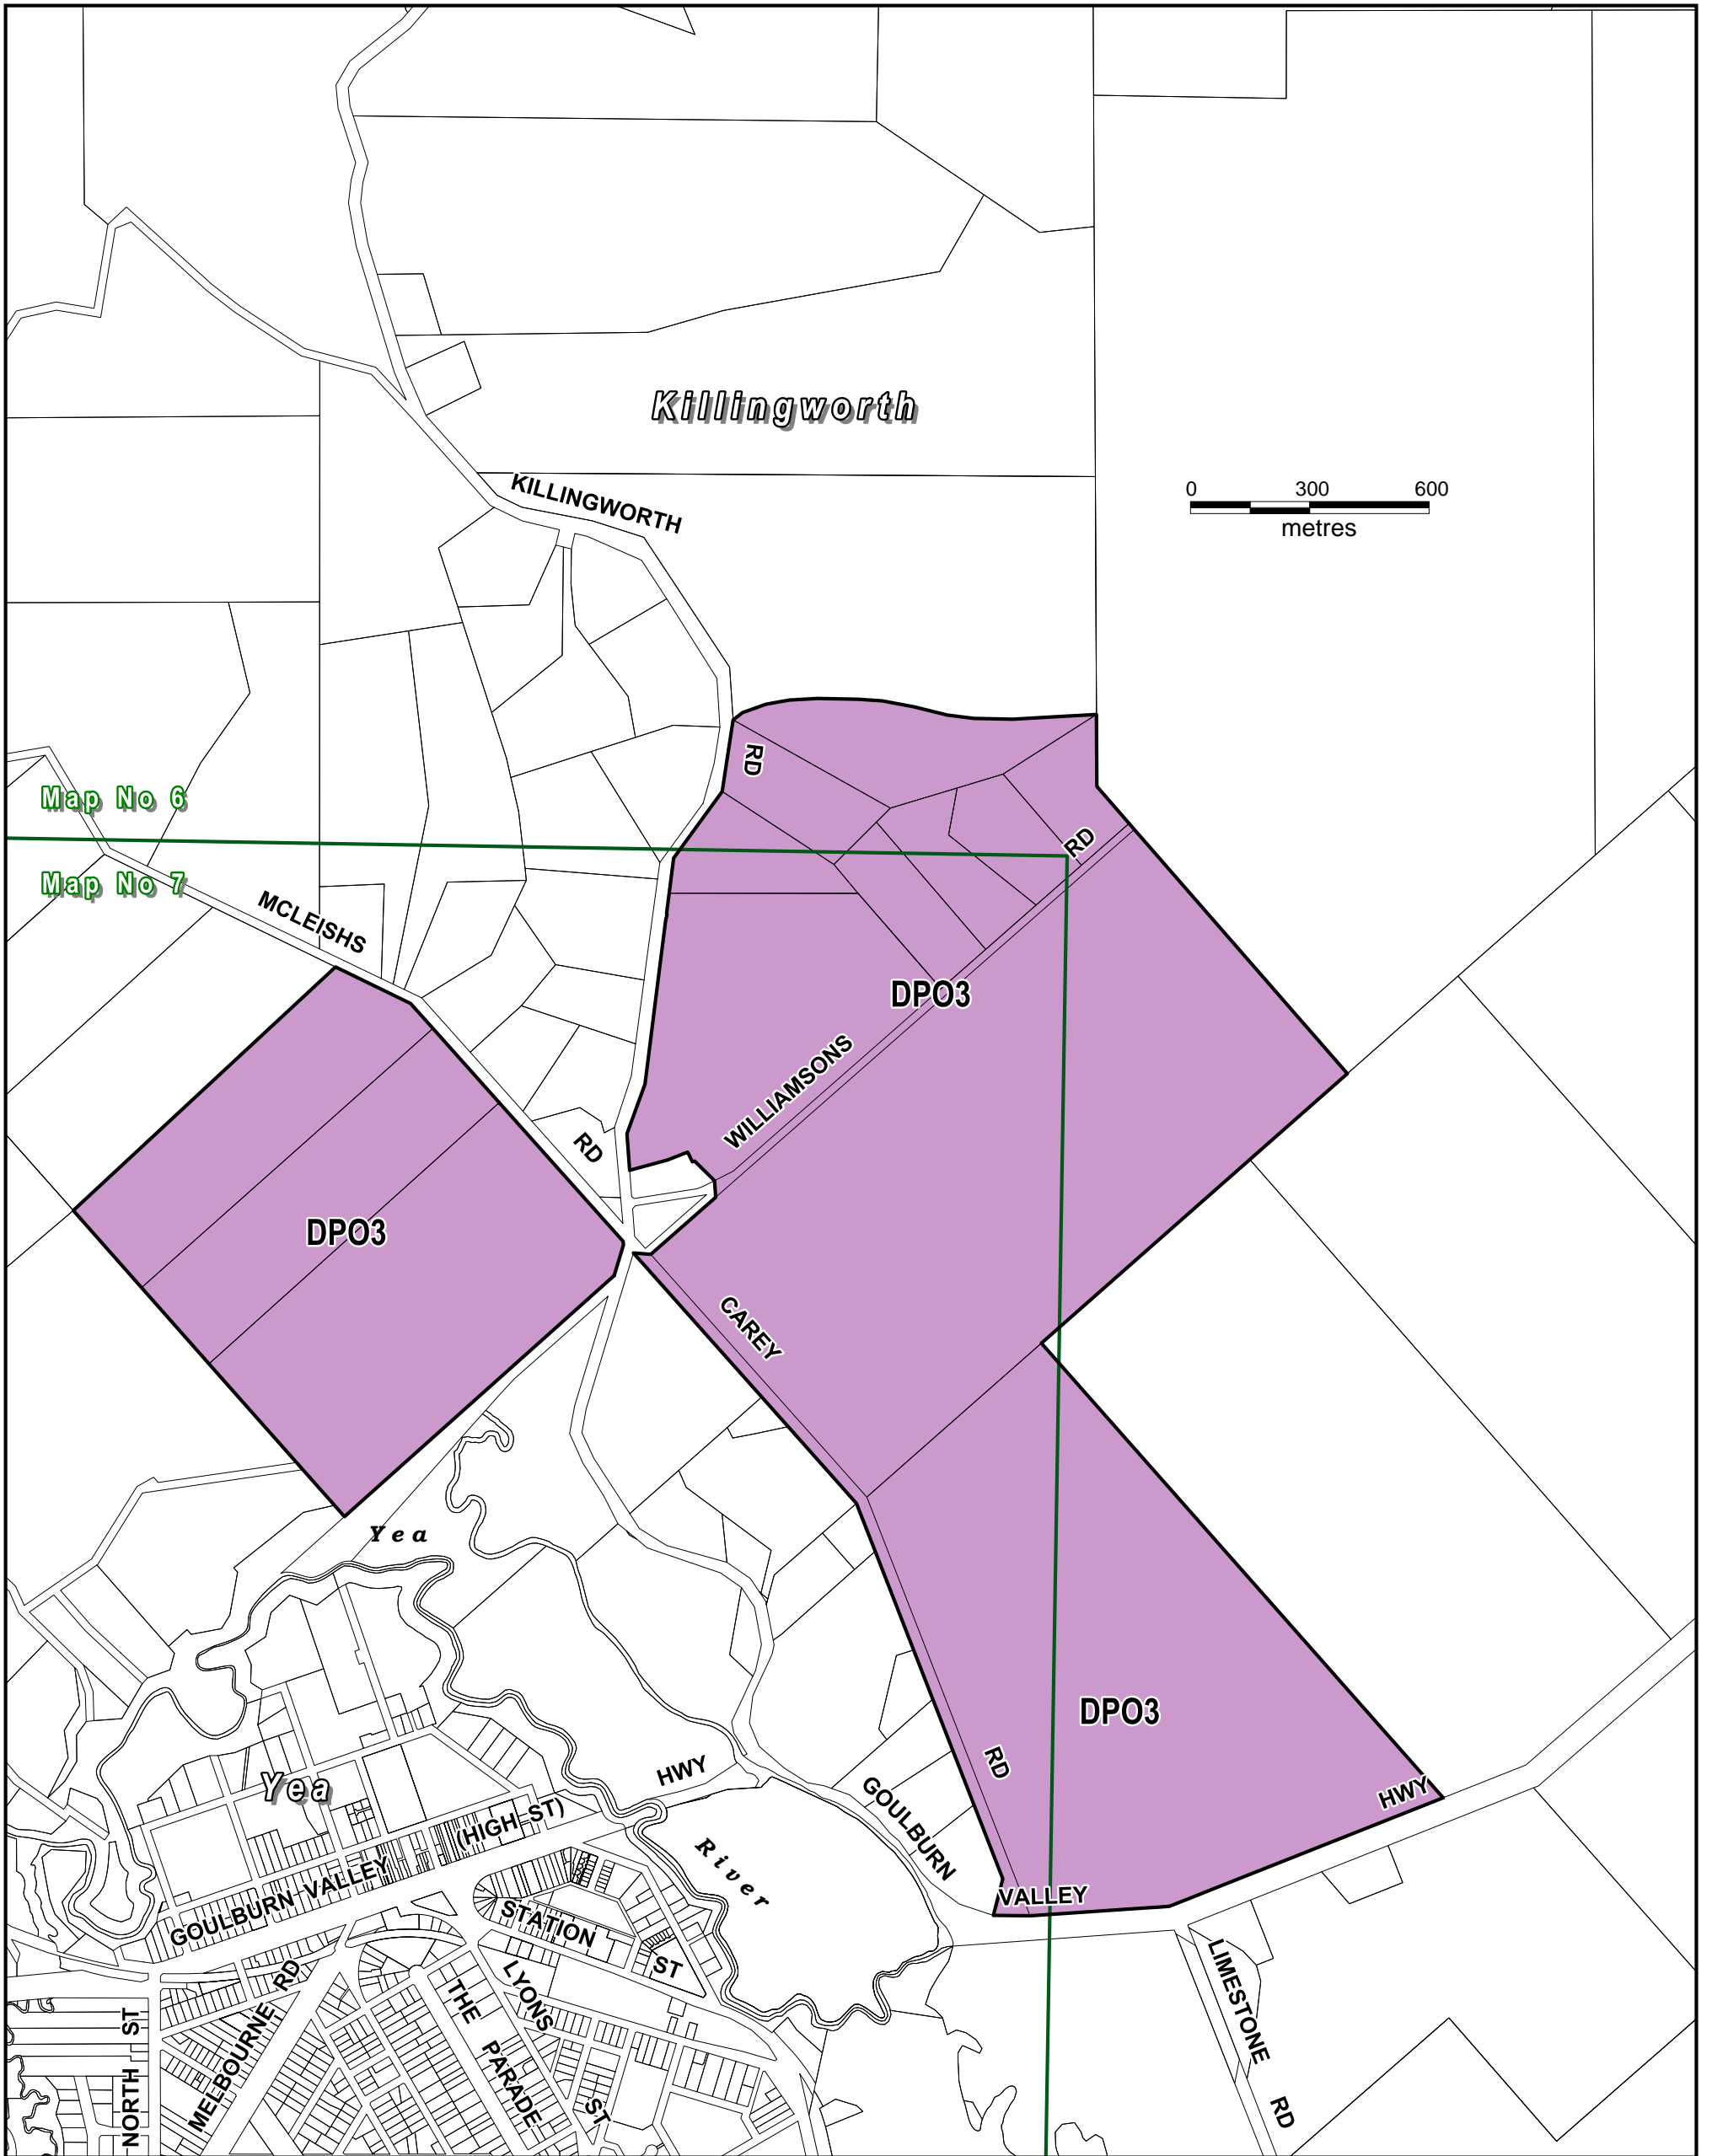 Killingworth
KILLINGWORTH
0 300 600
metres
RD
Map No 6
RD
Map No 7
MCLEISHS
DPO3
WILLIAMSONS
RD
DPO3
CAREY
Yea
DPO3
RD
HWY
HWY
Yea
GOULBURN
(HIGH ST)
River
GOULBURN VALLEY
VALLEY
STATION
ST
LIMESTONE
LYONS
THE
MELBOURNE RD
NORTH ST
PARADE
ST
RD